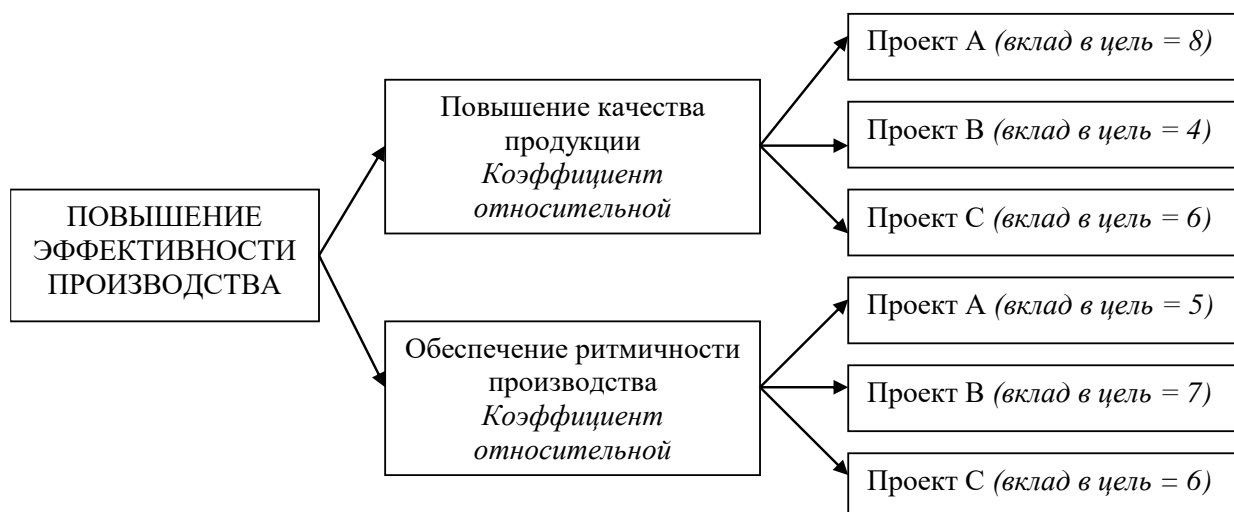 ПОВЫШЕНИЕ
ЭФФЕКТИВНОСТИ
ПРОИЗВОДСТВА
Повышение качества
продукции
Коэффициент
относительной
Обеспечение ритмичности
производства
Коэффициент
относительной
Проект А (вклад в цель = 8)
Проект В (вклад в цель = 4)
Проект С (вклад в цель = 6)
Проект А (вклад в цель = 5)
Проект В (вклад в цель = 7)
Проект С (вклад в цель = 6)